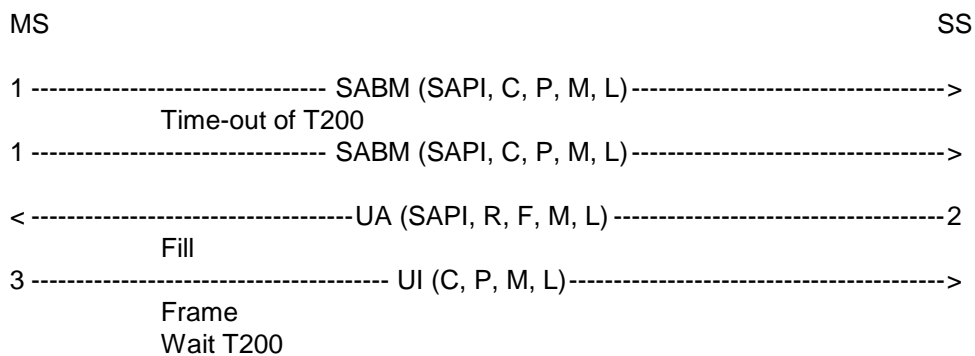 MS SS
1 --------------------------------- SABM (SAPI, C, P, M, L)----------------------------------->
Time-out of T200
1 --------------------------------- SABM (SAPI, C, P, M, L)----------------------------------->
< ------------------------------------UA (SAPI, R, F, M, L) -------------------------------------2
Fill
3 ---------------------------------------- UI (C, P, M, L)------------------------------------------>
Frame
Wait T200